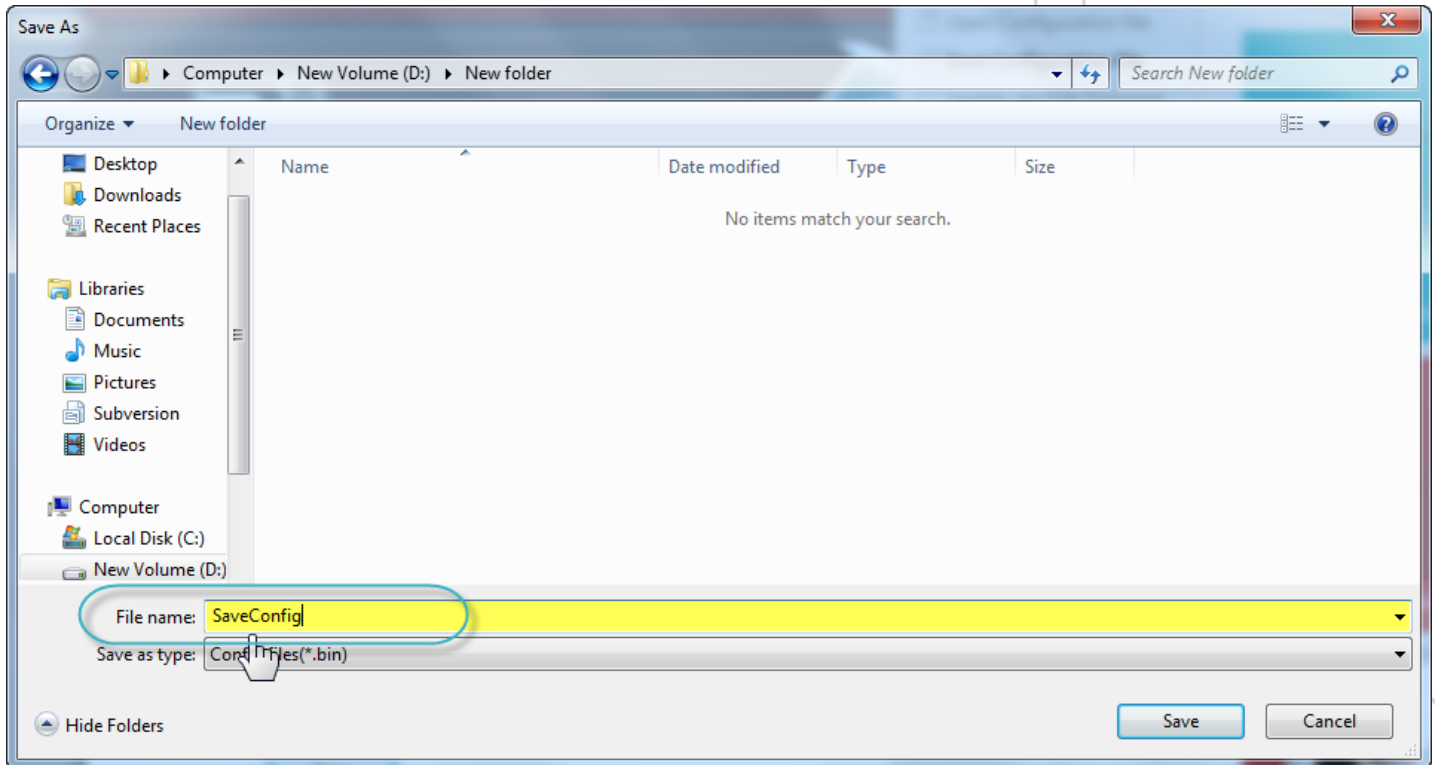 Save As
Computer ▸ New Volume (D:) ▸ New folder
Search New folder
Organize New folder
Name Date modified Type Size
No items match your search.
Desktop
Downloads
Recent Places
Libraries
Documents
Music
Pictures
Subversion
Videos
Computer
Local Disk (C:)
New Volume (D:)
File name: SaveConfig
Save as type: (*.bin)
Hide Folders
Save Cancel